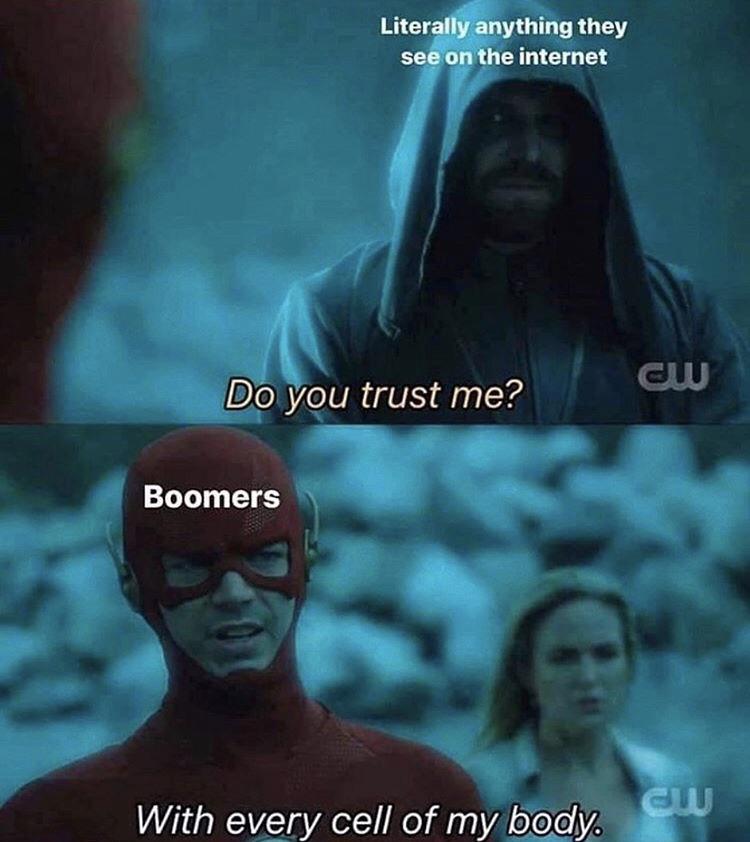 Literally anything they
see on the internet
Do you trust me?
CW
Boomers
With every cell of my body.
CW